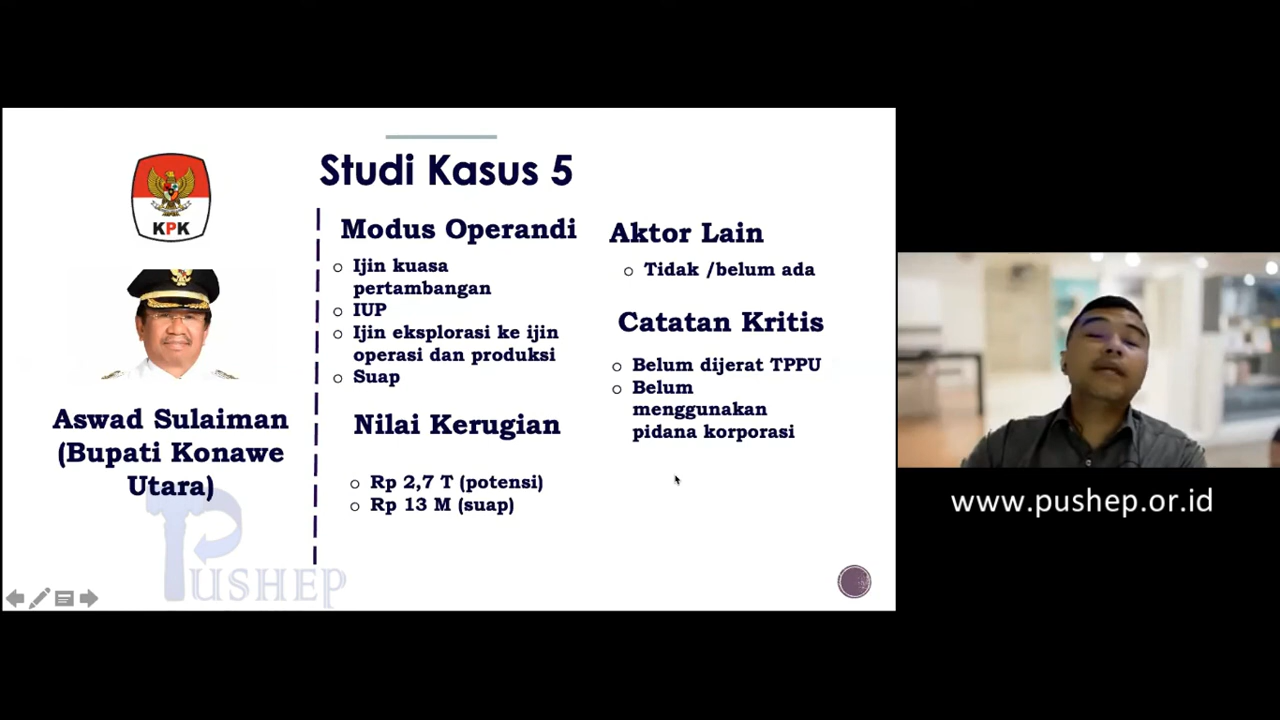 Studi Kasus 5
KPK
Aswad Sulaiman
(Bupati Konawe
Utara)
Modus Operandi
Ijin kuasa
pertambangan
IUP
Ijin eksplorasi ke ijin
operasi dan produksi
Suap
Nilai Kerugian
Rp 2,7 T (potensi)
Rp 13 M (suap)
Aktor Lain
Tidak /belum ada
Catatan Kritis
Belum dijerat TPPU
Belum
menggunakan
pidana korporasi
PUSHEP
www.pushep.or.id